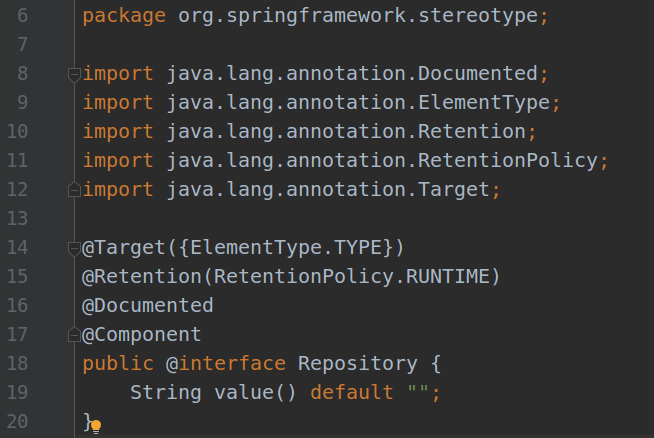 6 package org.springframework.stereotype;
7
8 import java.lang.annotation.Documented;
9 import java.lang.annotation.ElementType;
10 import java.lang.annotation.Retention;
11 import java.lang.annotation.RetentionPolicy;
12 import java.lang.annotation.Target;
13
14 @Target({ElementType.TYPE})
15 @Retention(RetentionPolicy.RUNTIME)
16 @Documented
17 @Component
18 public @interface Repository {
19     String value() default "";
20 }